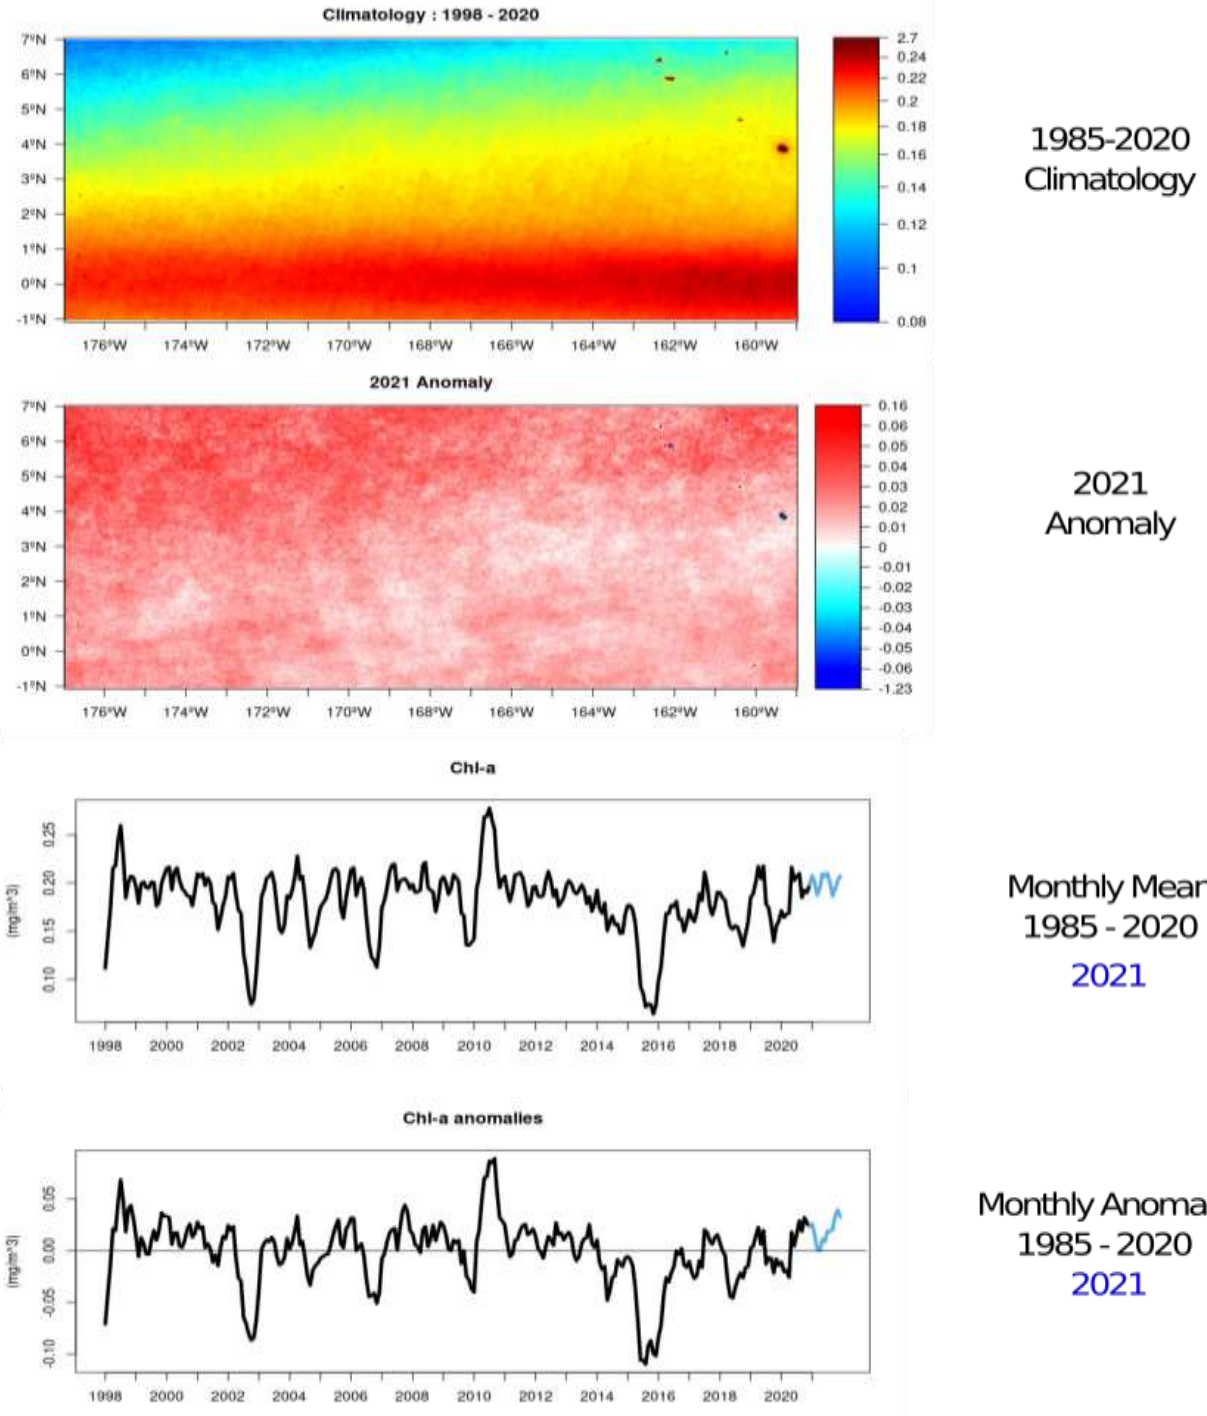 Climatology : 1998 - 2020
7°N
6°N
5°N
4°N
3°N
2°N
1°N
0°N
-1°N
176°W 174°W 172°W 170°W 168°W 166°W 164°W 162°W 160°W
2.7
0.24
0.22
0.2
0.18
0.16
0.14
0.12
0.1
0.08
1985-2020
Climatology
2021 Anomaly
7°N
6°N
5°N
4°N
3°N
2°N
1°N
0°N
-1°N
176°W 174°W 172°W 170°W 168°W 166°W 164°W 162°W 160°W
0.16
0.06
0.05
0.04
0.03
0.02
0.01
0
-0.01
-0.02
-0.03
-0.04
-0.05
-0.06
-1.23
2021
Anomaly
Chl-a
(mg/m^3)
0.25
0.20
0.15
0.10
1998 2000 2002 2004 2006 2008 2010 2012 2014 2016 2018 2020
Monthly Mear
1985 - 2020
2021
Chl-a anomalies
(mg/m^3)
0.05
0.00
-0.05
-0.10
1998 2000 2002 2004 2006 2008 2010 2012 2014 2016 2018 2020
Monthly Anoma
1985 - 2020
2021